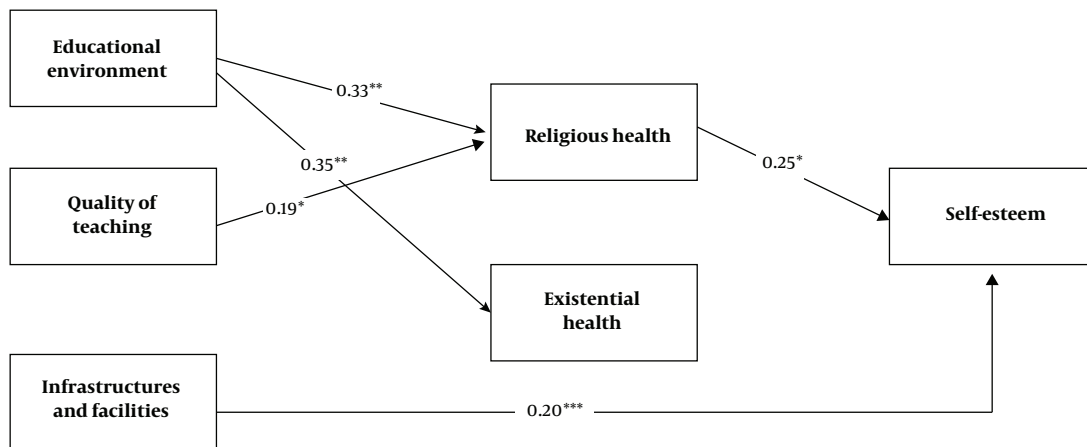 Educational
environment
0.33**
Religious health
0.25*
0.35**
Quality of
teaching
0.19*
Self-esteem
Existential
health
Infrastructures
and facilities
0.20***